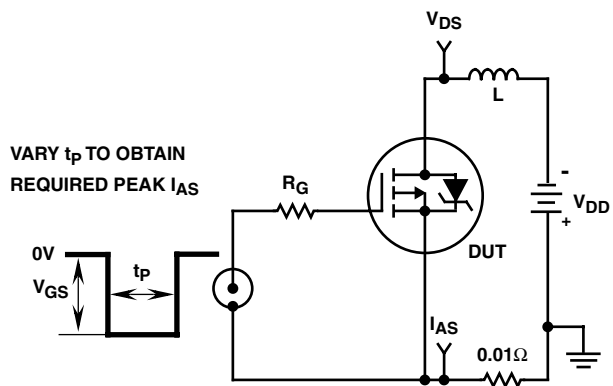 V_DS
L
VARY t_P TO OBTAIN
REQUIRED PEAK I_AS
R_G
-
V_DD
+
DUT
0V
t_P
V_GS
I_AS
0.01Ω